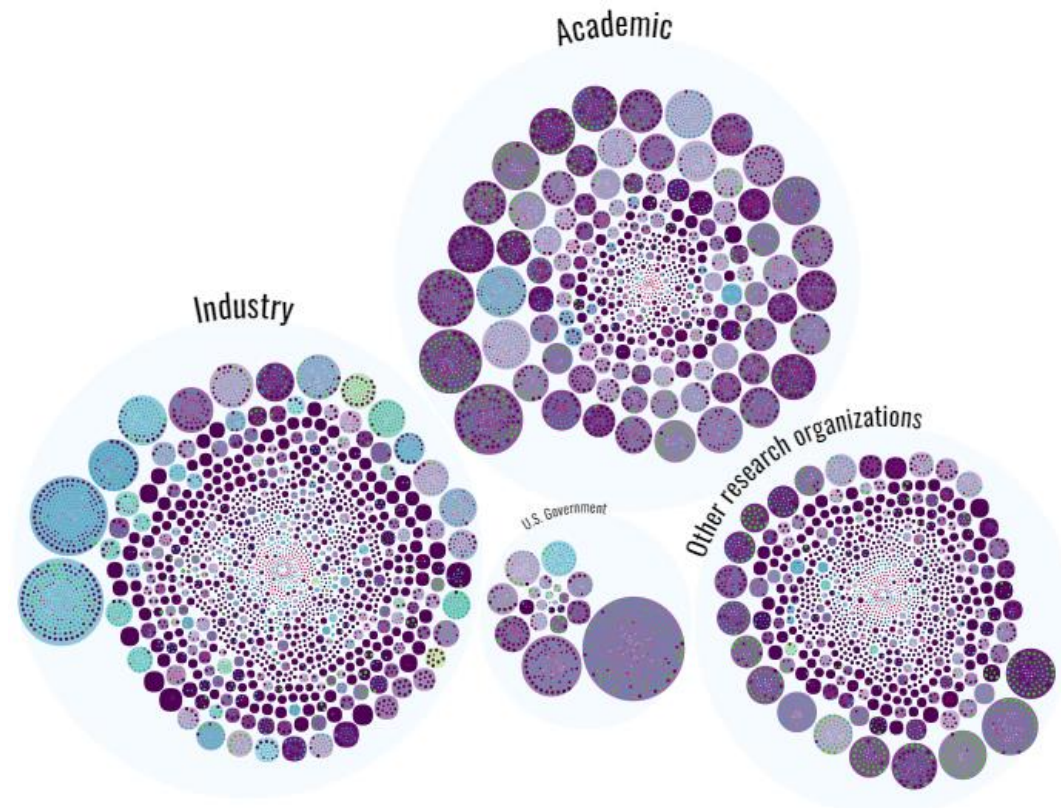 Academic
Industry
Other research organizations
U.S. Government